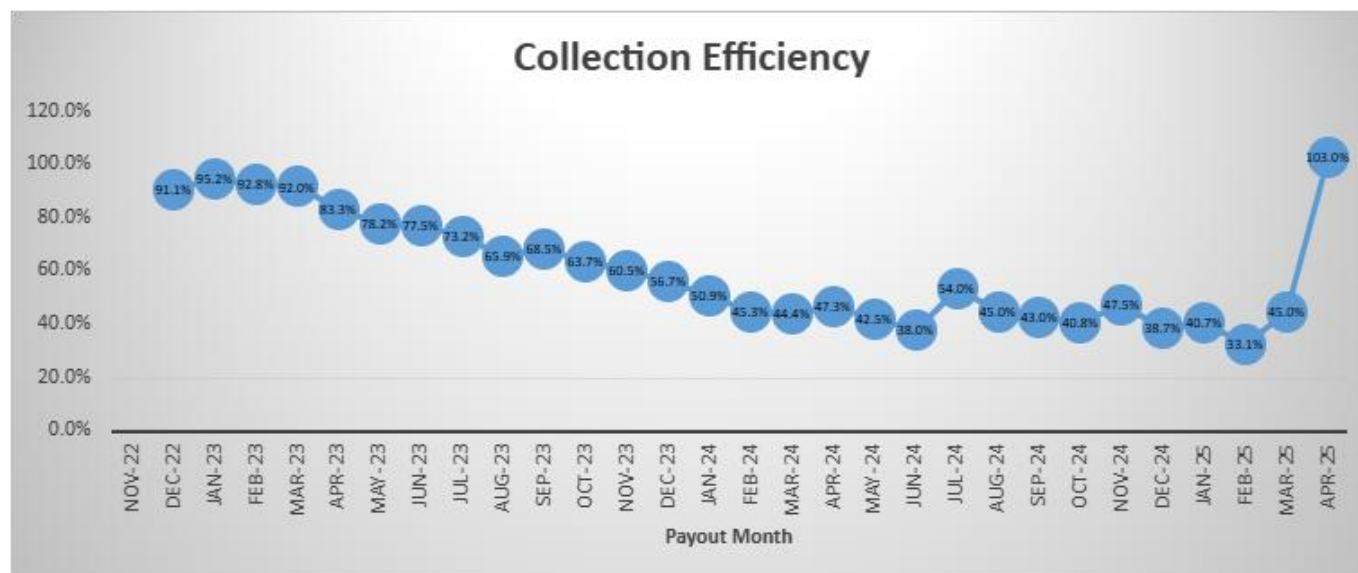 Collection Efficiency
120.0%
100.0%
80.0%
60.0%
40.0%
20.0%
0.0%
91.1%
95.2%
92.8%
92.0%
83.3%
78.2%
77.5%
73.2%
65.9%
68.5%
63.7%
60.5%
56.7%
50.9%
45.3%
44.4%
47.3%
42.5%
38.0%
54.0%
45.0%
43.0%
40.8%
47.5%
38.7%
40.7%
33.1%
45.0%
103.0%
NOV-22
DEC-22
JAN-23
FEB-23
MAR-23
APR-23
MAY-23
JUN-23
JUL-23
AUG-23
SEP-23
OCT-23
NOV-23
DEC-23
JAN-24
FEB-24
MAR-24
APR-24
MAY-24
JUN-24
JUL-24
AUG-24
SEP-24
OCT-24
NOV-24
DEC-24
JAN-25
FEB-25
MAR-25
APR-25
Payout Month